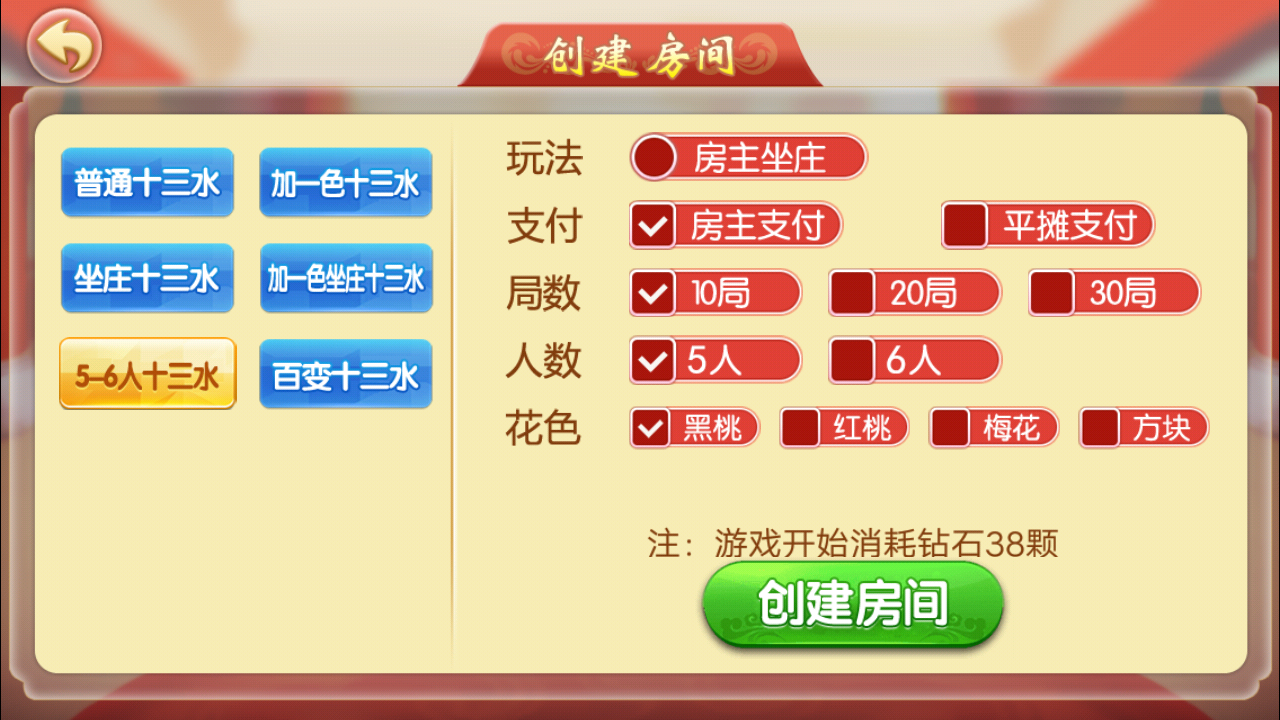 创建房间
普通十三水 加一色十三水
坐庄十三水 加一色坐庄十三水
5-6人十三水 百变十三水
玩法 房主坐庄
支付 房主支付 平摊支付
局数 10局 20局 30局
人数 5人 6人
花色 黑桃 红桃 梅花 方块
注：游戏开始消耗钻石38颗
创建房间